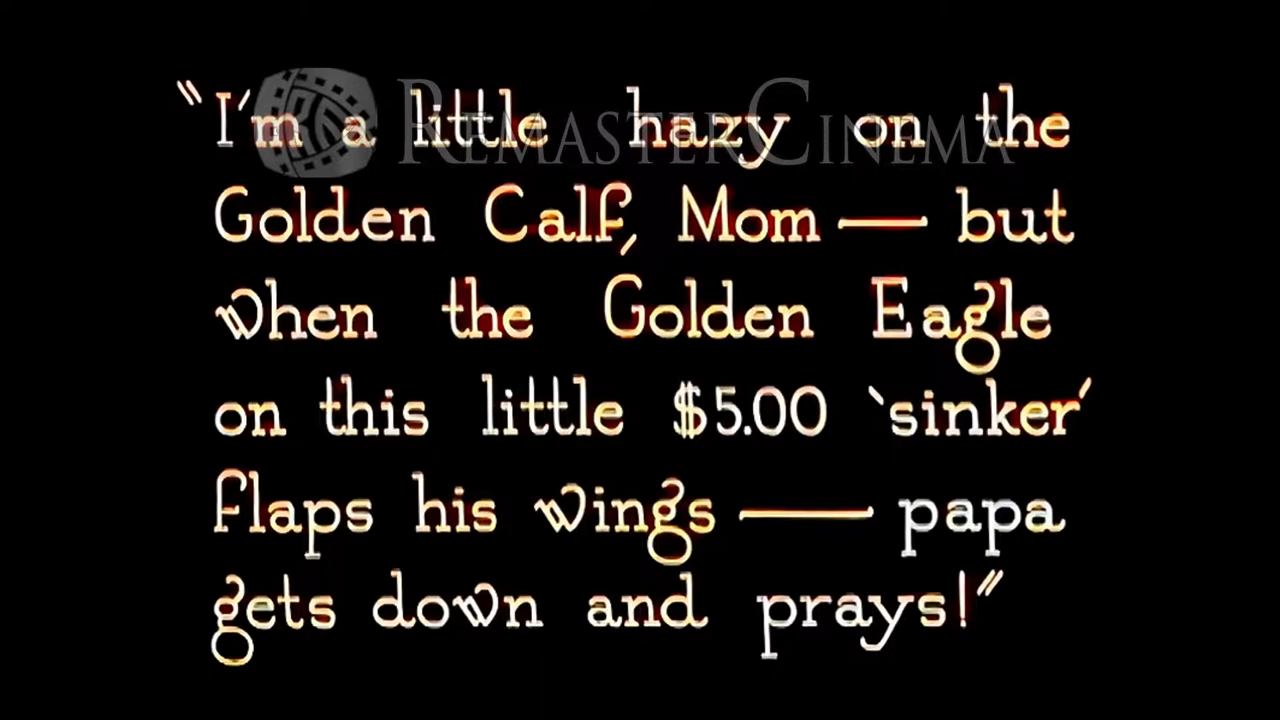 REMASTERCINEMA
"I'm a little hazy on the
Golden Calf, Mom — but
when the Golden Eagle
on this little $5.00 'sinker'
flaps his wings — papa
gets down and prays!"